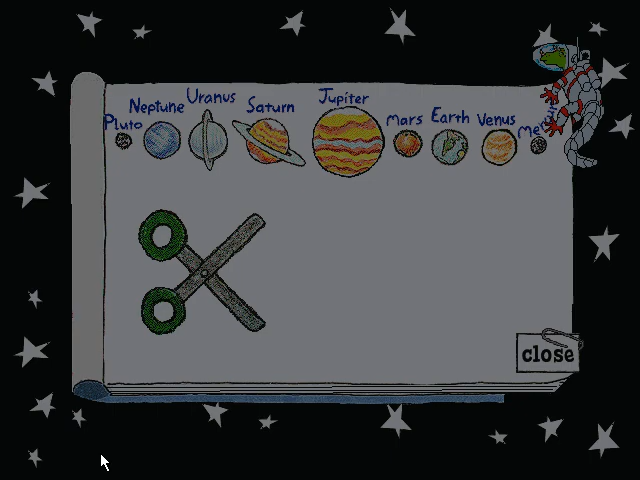 Pluto
Neptune
Uranus
Saturn
Jupiter
Mars
Earth
Venus
close